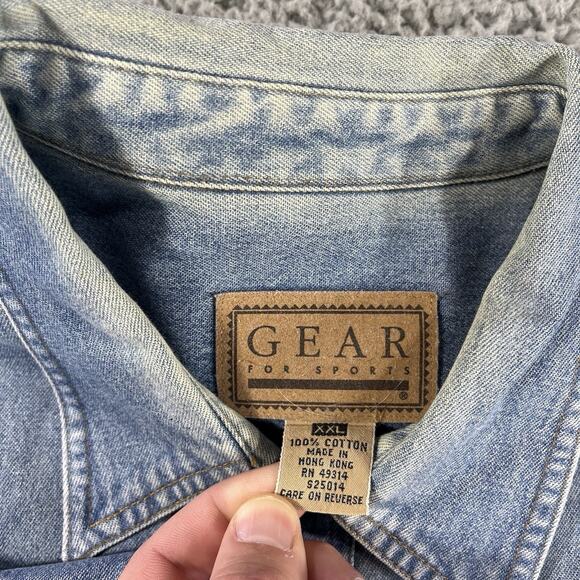 GEAR
FOR SPORTS
®
XXL
100% COTTON
MADE IN
HONG KONG
RN 49314
S25014
CARE ON REVERSE